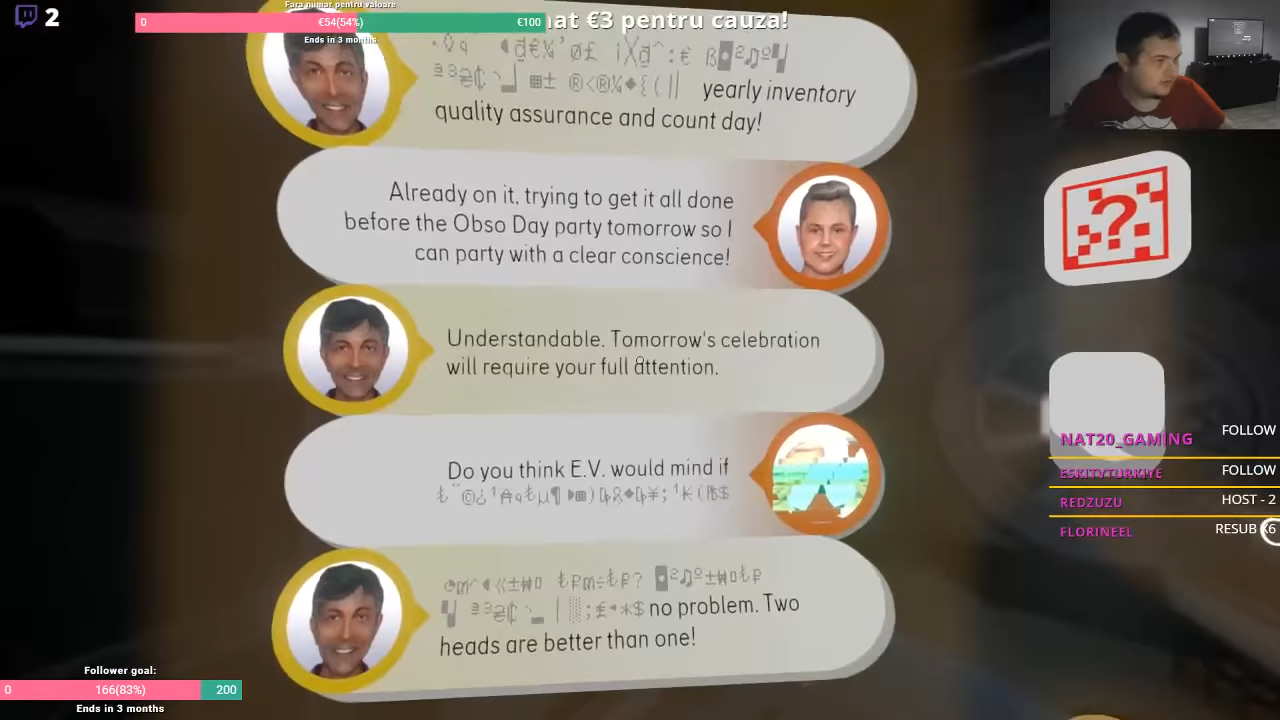 2
Fara numar pentru valoare
0
€54(54%)
€100
Ends in 3 months
nat €3 pentru cauza!
yearly inventory
quality assurance and count day!
Already on it, trying to get it all done
before the Obso Day party tomorrow so I
can party with a clear conscience!
Understandable. Tomorrow's celebration
will require your full attention.
Do you think E.V. would mind if
no problem. Two
heads are better than one!
?
NAT20_GAMING FOLLOW
ESKITVTURKIYE FOLLOW
REDZUZU HOST - 2
FLORINEEL RESUB X6
Follower goal:
0
166(83%)
200
Ends in 3 months